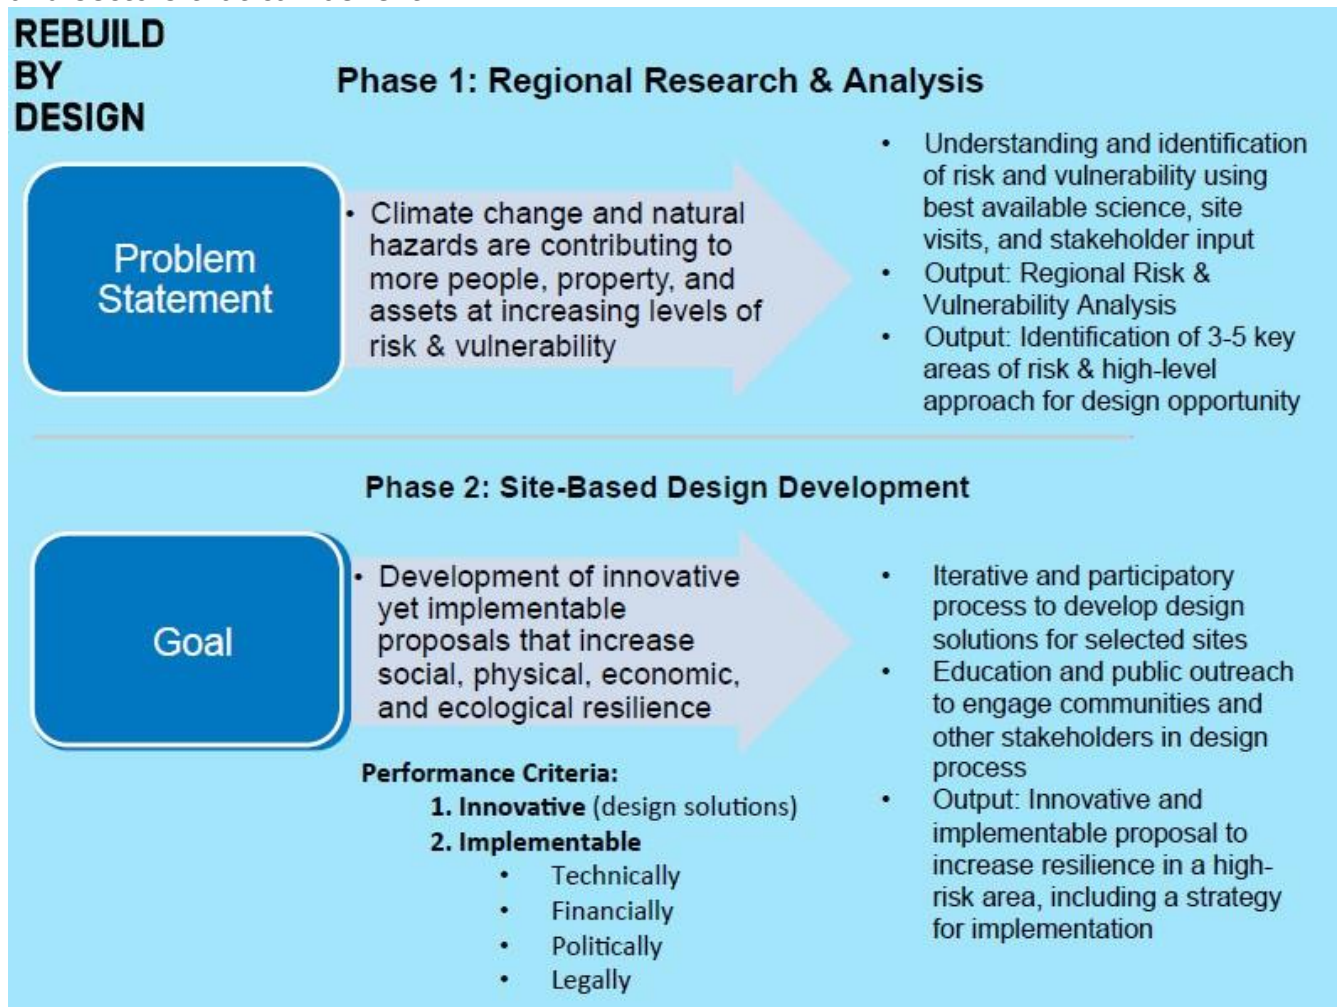 REBUILD
BY
DESIGN
Phase 1: Regional Research & Analysis
Problem
Statement
• Climate change and natural
hazards are contributing to
more people, property, and
assets at increasing levels of
risk & vulnerability
• Understanding and identification
of risk and vulnerability using
best available science, site
visits, and stakeholder input
• Output: Regional Risk &
Vulnerability Analysis
• Output: Identification of 3-5 key
areas of risk & high-level
approach for design opportunity
Phase 2: Site-Based Design Development
Goal
• Development of innovative
yet implementable
proposals that increase
social, physical, economic,
and ecological resilience
Performance Criteria:
1. Innovative (design solutions)
2. Implementable
• Technically
• Financially
• Politically
• Legally
• Iterative and participatory
process to develop design
solutions for selected sites
• Education and public outreach
to engage communities and
other stakeholders in design
process
• Output: Innovative and
implementable proposal to
increase resilience in a high-
risk area, including a strategy
for implementation